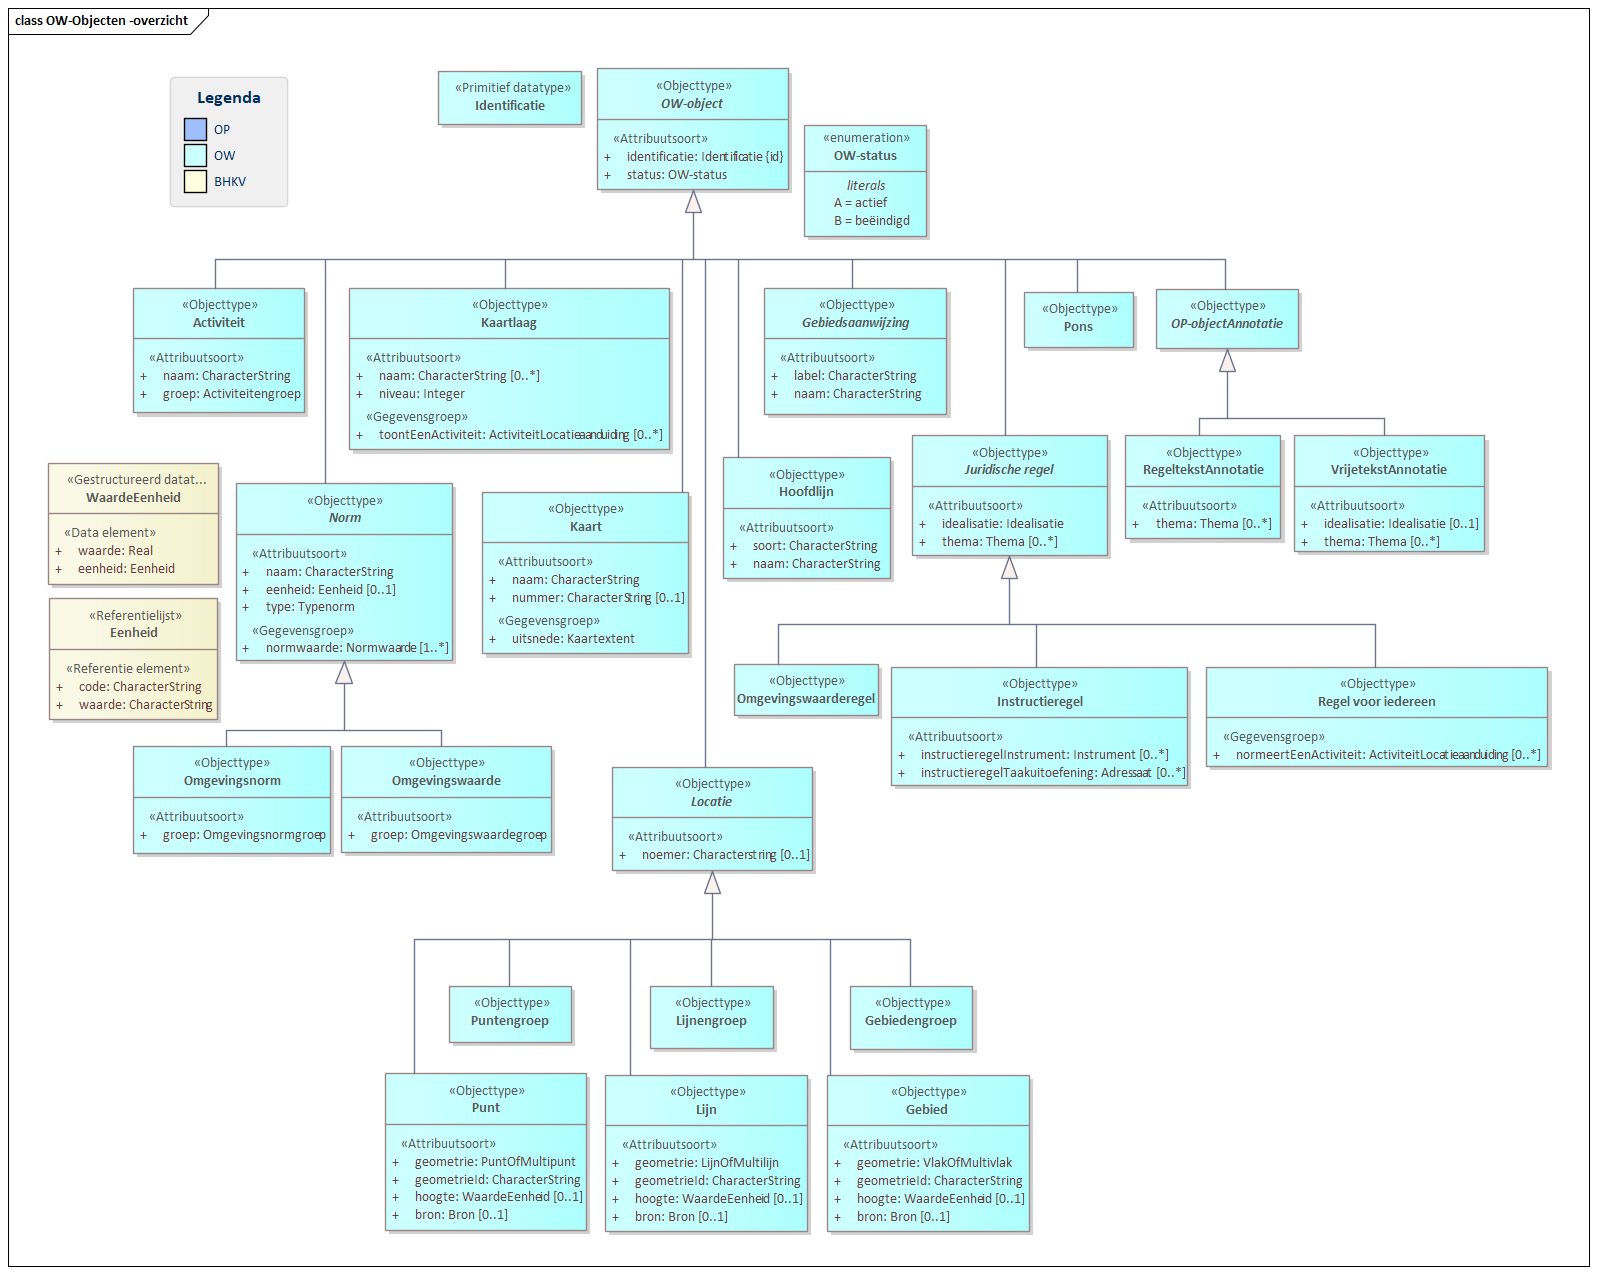 class OW-Objecten -overzicht
Legenda
OP
OW
BHKV
«Primitief datatype»
Identificatie
«Objecttype»
OW-object
«Attribuutsoort»
+ identificatie: Identificatie {id}
+ status: OW-status
«enumeration»
OW-status
literals
A = actief
B = beëindigd
«Objecttype»
Activiteit
«Attribuutsoort»
+ naam: CharacterString
+ groep: Activiteitengroep
«Objecttype»
Kaartlaag
«Attribuutsoort»
+ naam: CharacterString [0..*]
+ niveau: Integer
«Gegevensgroep»
+ toontEenActiviteit: ActiviteitLocatieaanduiding [0..*]
«Objecttype»
Gebiedsaanwijzing
«Attribuutsoort»
+ label: CharacterString
+ naam: CharacterString
«Objecttype»
Pons
«Objecttype»
OP-objectAnnotatie
«Gestructureerd datat...
WaardeEenheid
«Data element»
+ waarde: Real
+ eenheid: Eenheid
«Referentielijst»
Eenheid
«Referentie element»
+ code: CharacterString
+ waarde: CharacterString
«Objecttype»
Norm
«Attribuutsoort»
+ naam: CharacterString
+ eenheid: Eenheid [0..1]
+ type: Typenorm
«Gegevensgroep»
+ normwaarde: Normwaarde [1..*]
«Objecttype»
Kaart
«Attribuutsoort»
+ naam: CharacterString
+ nummer: CharacterString [0..1]
«Gegevensgroep»
+ uitsnede: Kaartextent
«Objecttype»
Hoofdlijn
«Attribuutsoort»
+ soort: CharacterString
+ naam: CharacterString
«Objecttype»
Juridische regel
«Attribuutsoort»
+ idealisatie: Idealisatie
+ thema: Thema [0..*]
«Objecttype»
RegeltekstAnnotatie
«Attribuutsoort»
+ thema: Thema [0..*]
«Objecttype»
VrijetekstAnnotatie
«Attribuutsoort»
+ idealisatie: Idealisatie [0..1]
+ thema: Thema [0..*]
«Objecttype»
Omgevingswaarderegel
«Objecttype»
Instructieregel
«Attribuutsoort»
+ instructieregelInstrument: Instrument [0..*]
+ instructieregelTaakuitoefening: Adressaat [0..*]
«Objecttype»
Regel voor iedereen
«Gegevensgroep»
+ normeertEenActiviteit: ActiviteitLocatieaanduiding [0..*]
«Objecttype»
Omgevingsnorm
«Attribuutsoort»
+ groep: Omgevingsnormgroep
«Objecttype»
Omgevingswaarde
«Attribuutsoort»
+ groep: Omgevingswaardegroep
«Objecttype»
Locatie
«Attribuutsoort»
+ noemer: Characterstring [0..1]
«Objecttype»
Puntengroep
«Objecttype»
Lijnengroep
«Objecttype»
Gebiedengroep
«Objecttype»
Punt
«Attribuutsoort»
+ geometrie: PuntOfMultipunt
+ geometrieId: CharacterString
+ hoogte: WaardeEenheid [0..1]
+ bron: Bron [0..1]
«Objecttype»
Lijn
«Attribuutsoort»
+ geometrie: LijnOfMultilijn
+ geometrieId: CharacterString
+ hoogte: WaardeEenheid [0..1]
+ bron: Bron [0..1]
«Objecttype»
Gebied
«Attribuutsoort»
+ geometrie: VlakOfMultivlak
+ geometrieId: CharacterString
+ hoogte: WaardeEenheid [0..1]
+ bron: Bron [0..1]